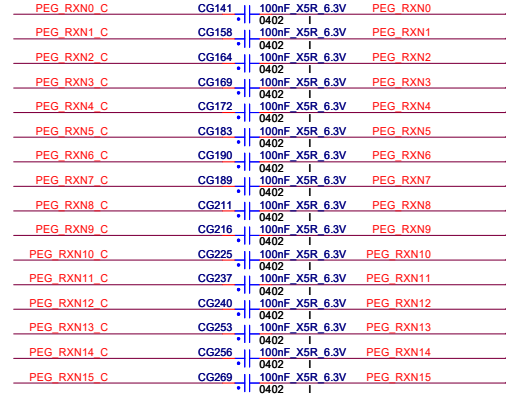 PEG_RXN0_C CG141 100nF_X5R_6.3V PEG_RXN0
0402 I
PEG_RXN1_C CG158 100nF_X5R_6.3V PEG_RXN1
0402 I
PEG_RXN2_C CG164 100nF_X5R_6.3V PEG_RXN2
0402 I
PEG_RXN3_C CG169 100nF_X5R_6.3V PEG_RXN3
0402 I
PEG_RXN4_C CG172 100nF_X5R_6.3V PEG_RXN4
0402 I
PEG_RXN5_C CG183 100nF_X5R_6.3V PEG_RXN5
0402 I
PEG_RXN6_C CG190 100nF_X5R_6.3V PEG_RXN6
0402 I
PEG_RXN7_C CG189 100nF_X5R_6.3V PEG_RXN7
0402 I
PEG_RXN8_C CG211 100nF_X5R_6.3V PEG_RXN8
0402 I
PEG_RXN9_C CG216 100nF_X5R_6.3V PEG_RXN9
0402 I
PEG_RXN10_C CG225 100nF_X5R_6.3V PEG_RXN10
0402 I
PEG_RXN11_C CG237 100nF_X5R_6.3V PEG_RXN11
0402 I
PEG_RXN12_C CG240 100nF_X5R_6.3V PEG_RXN12
0402 I
PEG_RXN13_C CG253 100nF_X5R_6.3V PEG_RXN13
0402 I
PEG_RXN14_C CG256 100nF_X5R_6.3V PEG_RXN14
0402 I
PEG_RXN15_C CG269 100nF_X5R_6.3V PEG_RXN15
0402 I